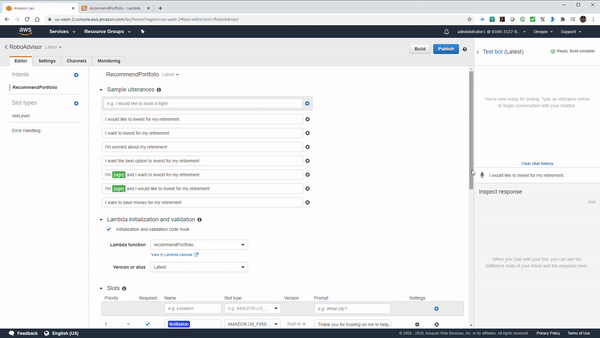 Amazon Lex
recommendPortfolio - Lambda
us-west-2.console.aws.amazon.com/lex/home?region=us-west-2#bot-editor:bot=RoboAdvisor
aws
Services
Resource Groups
Oregon
Support
RoboAdvisor Latest
Build
Publish
Test bot (Latest)
Ready. Build complete
Editor
Settings
Channels
Monitoring
Intents
RecommendPortfolio
Slot types
riskLevel
Error Handling
RecommendPortfolio Latest
Sample utterances
e.g. I would like to book a flight.
I would like to invest for my retirement
I want to invest for my retirement
I'm worried about my retirement
I want the best option to invest for my retirement
I'm {age} and I want to invest for my retirement
I'm {age} and I would like to invest for my retirement
I want to save money for my retirement
Lambda initialization and validation
Initialization and validation code hook
Lambda function
recommendPortfolio
View in Lambda console
Version or alias
Latest
Slots
Priority
Required
Name
Slot type
Version
Prompt
Settings
e.g. Location
e.g. AMAZON.US_...
e.g. What city?
1.
firstName
AMAZON.US_FIRE...
Built-in
Thank you for trusting on me to help,
You're now ready for testing. Type an utterance below
to begin conversation with your chatbot.
Clear chat history
I would like to invest for my retirement
Inspect response
Hide
When you chat with your bot, you can see the
fulfillment state of your intent and the response here.
Feedback
English (US)
© 2008 - 2020, Amazon Web Services, Inc. or its affiliates. All rights reserved.
Privacy Policy
Terms of Use